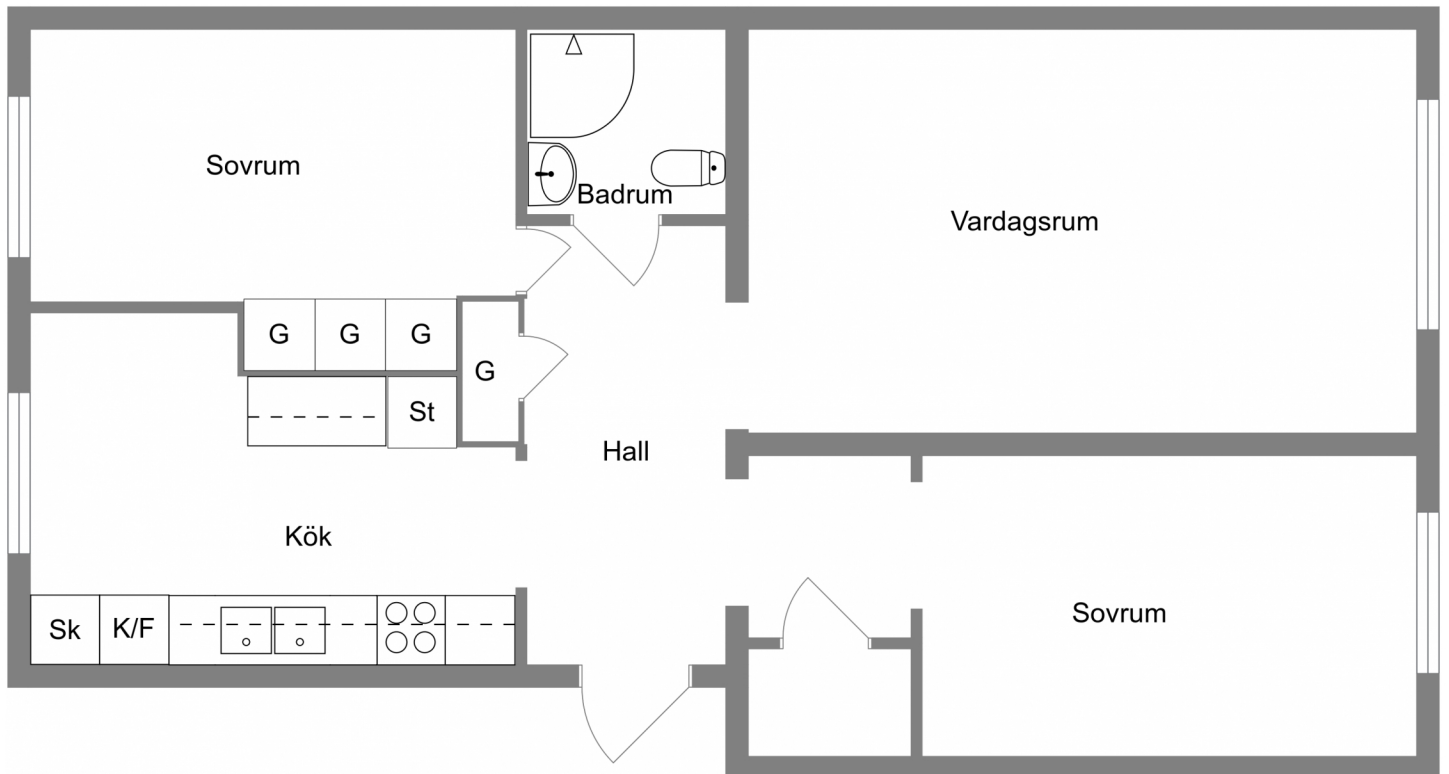 Sovrum
Badrum
Vardagsrum
G G G
G
St
Hall
Kök
Sk K/F
Sovrum